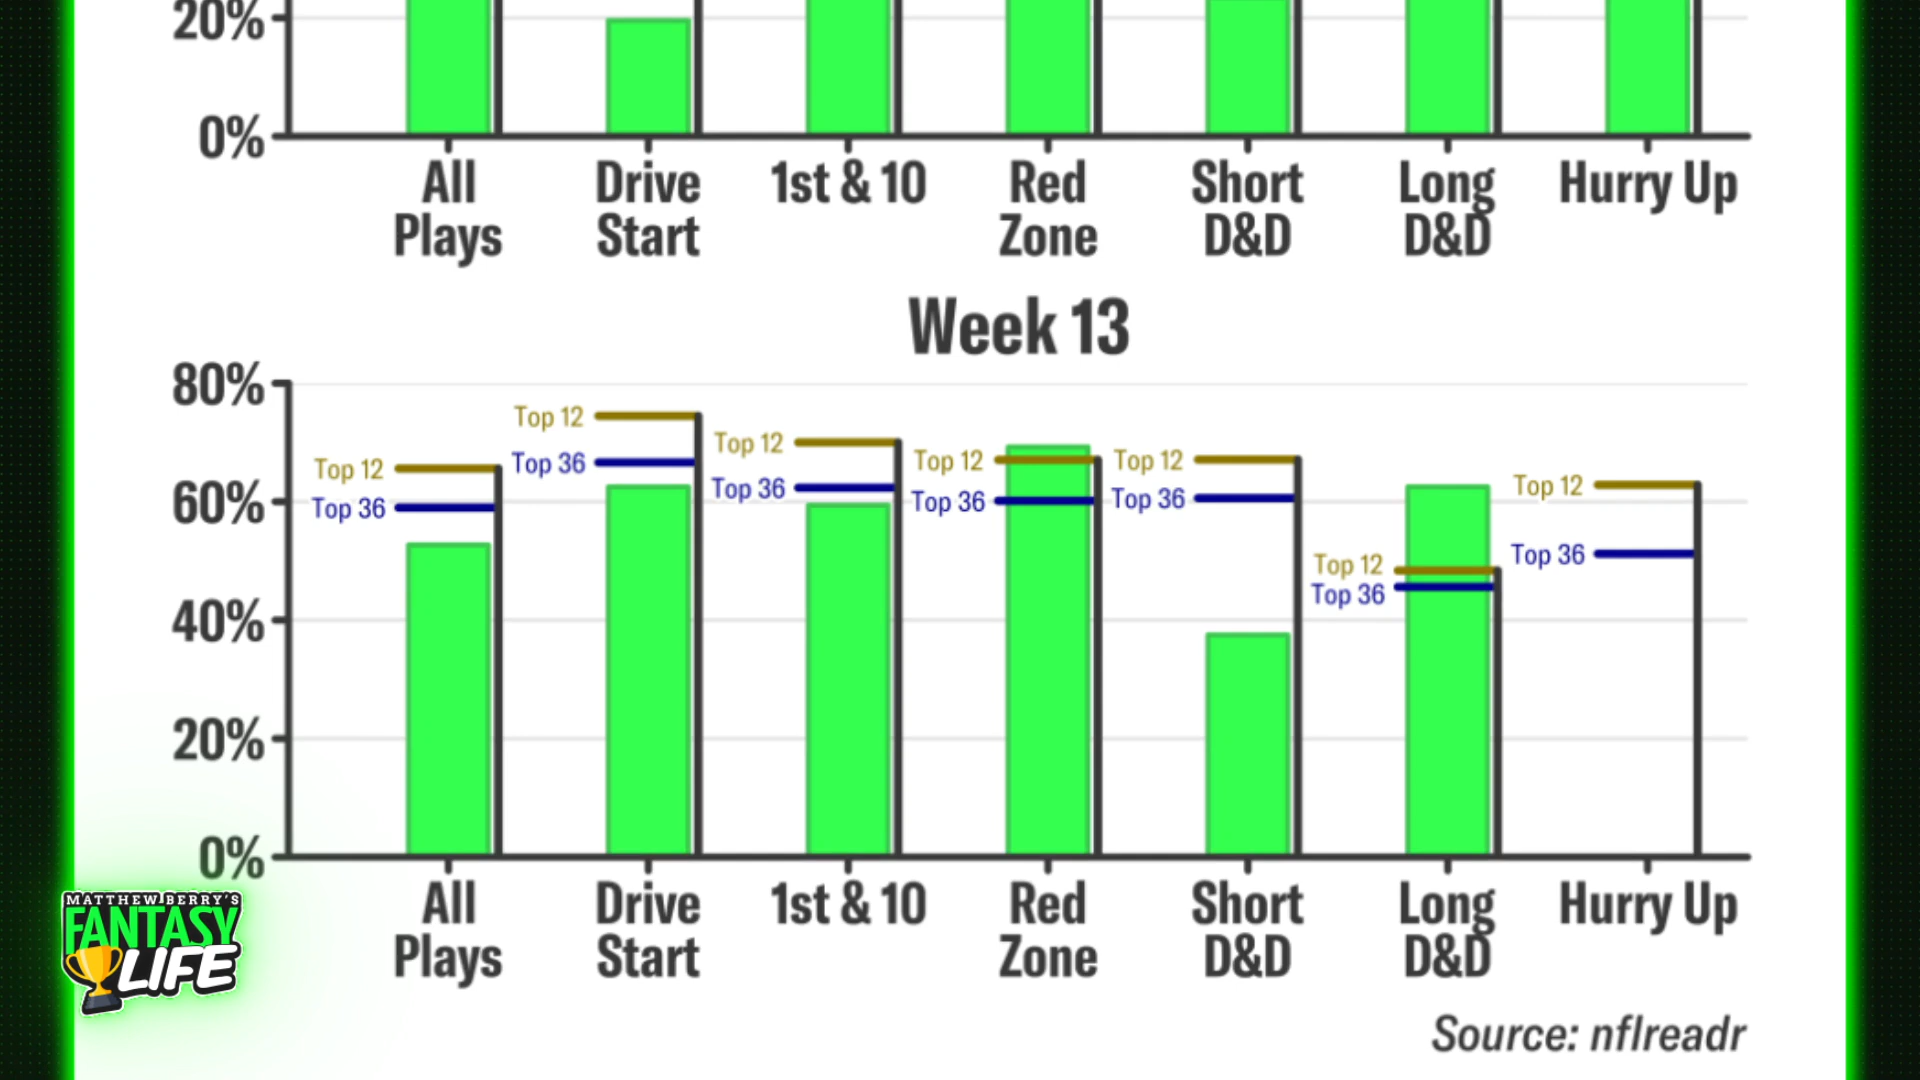 20%
0%
All Plays
Drive Start
1st & 10
Red Zone
Short D&D
Long D&D
Hurry Up
Week 13
80%
60%
40%
20%
0%
Top 12
Top 36
Top 12
Top 36
Top 12
Top 36
Top 12
Top 36
Top 12
Top 36
Top 12
Top 36
Top 12
Top 36
All Plays
Drive Start
1st & 10
Red Zone
Short D&D
Long D&D
Hurry Up
MATTHEW BERRY'S
FANTASY
LIFE
Source: nflreadr